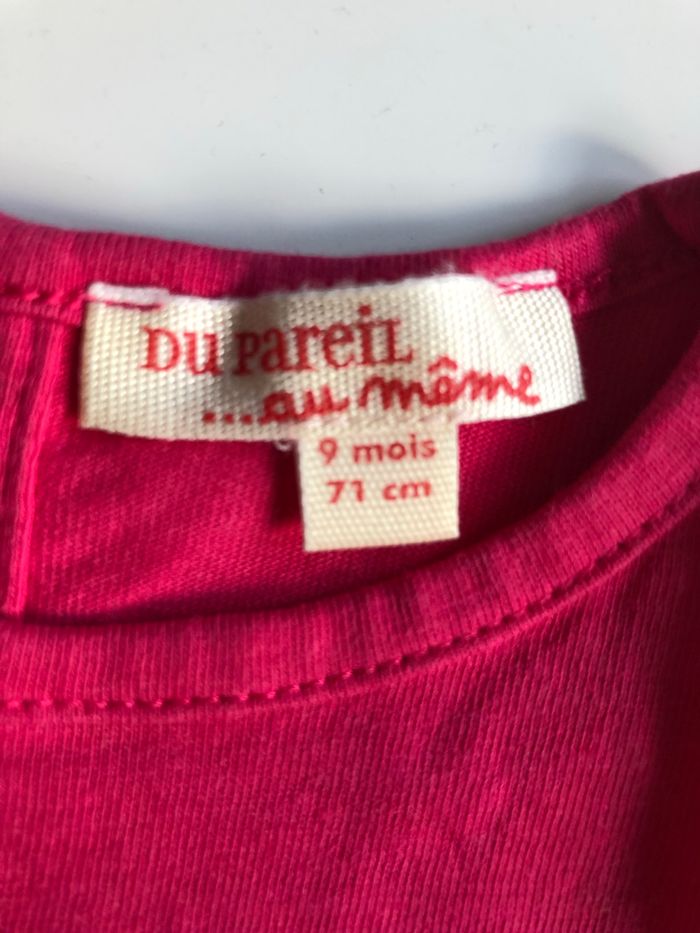 DU PareiL
...au même
9 mois
71 cm